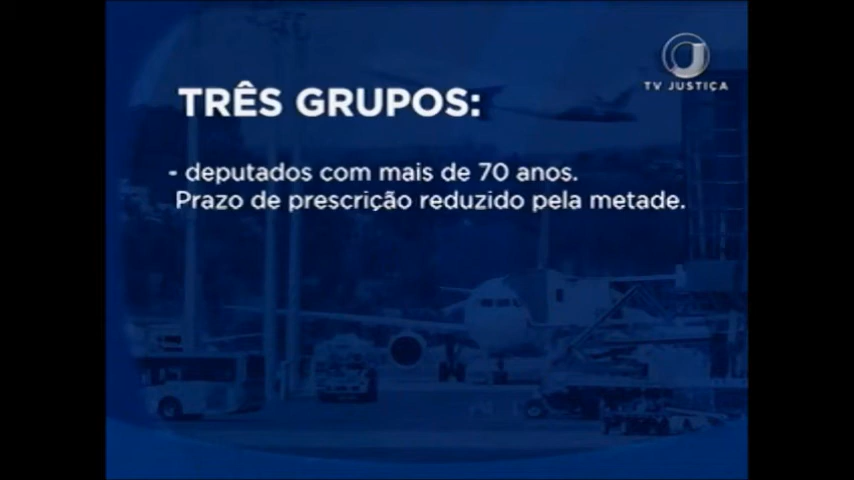 TV JUSTIÇA
TRÊS GRUPOS:
- deputados com mais de 70 anos.
Prazo de prescrição reduzido pela metade.